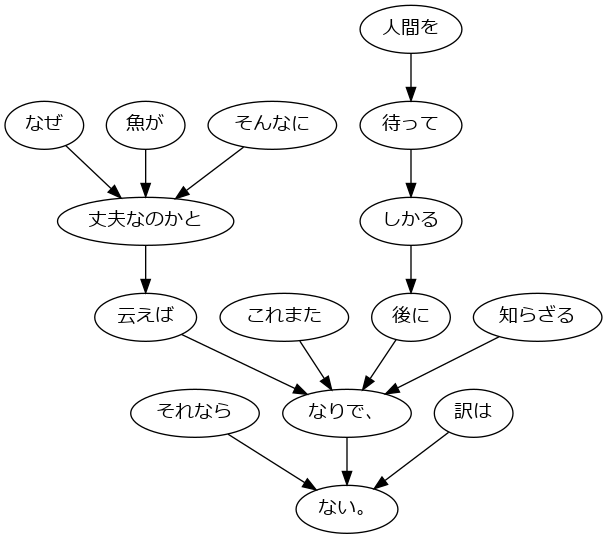 人間を
なぜ 魚が そんなに 待って
丈夫なのかと しかる
云えば これまた 後に 知らざる
それなら なりで、 訳は
ない。